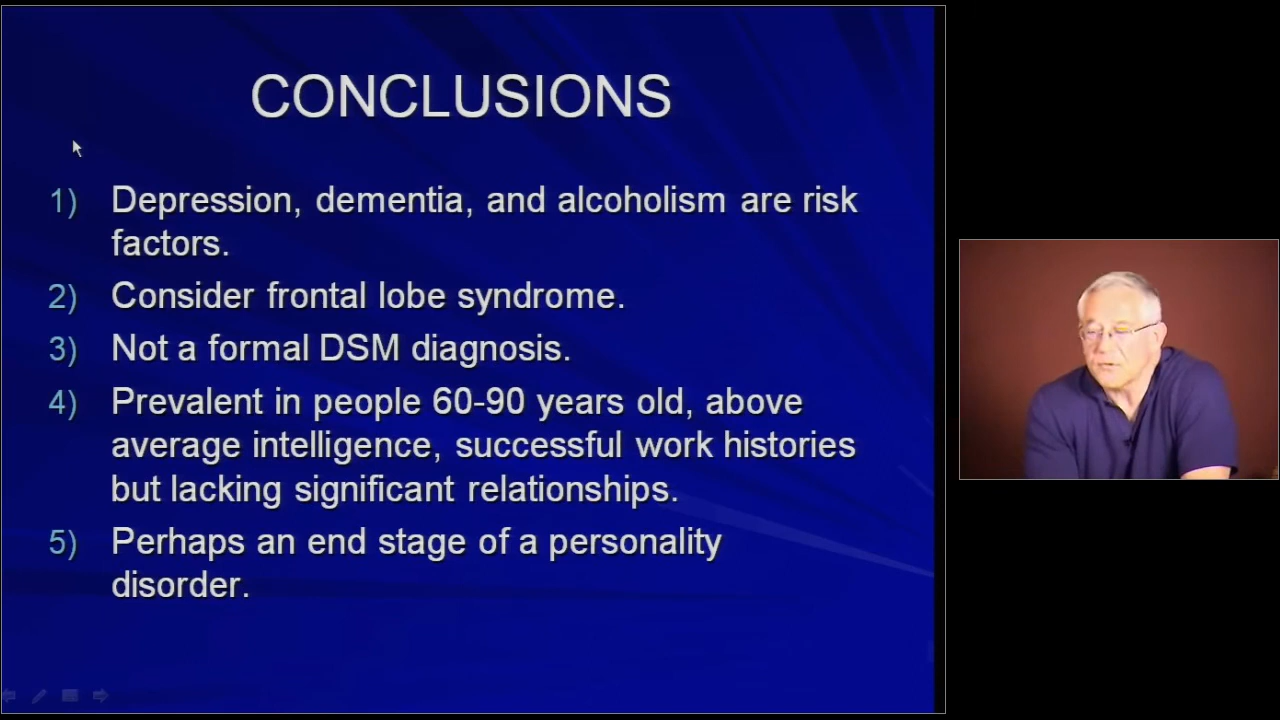 CONCLUSIONS
1) Depression, dementia, and alcoholism are risk
factors.
2) Consider frontal lobe syndrome.
3) Not a formal DSM diagnosis.
4) Prevalent in people 60-90 years old, above
average intelligence, successful work histories
but lacking significant relationships.
5) Perhaps an end stage of a personality
disorder.